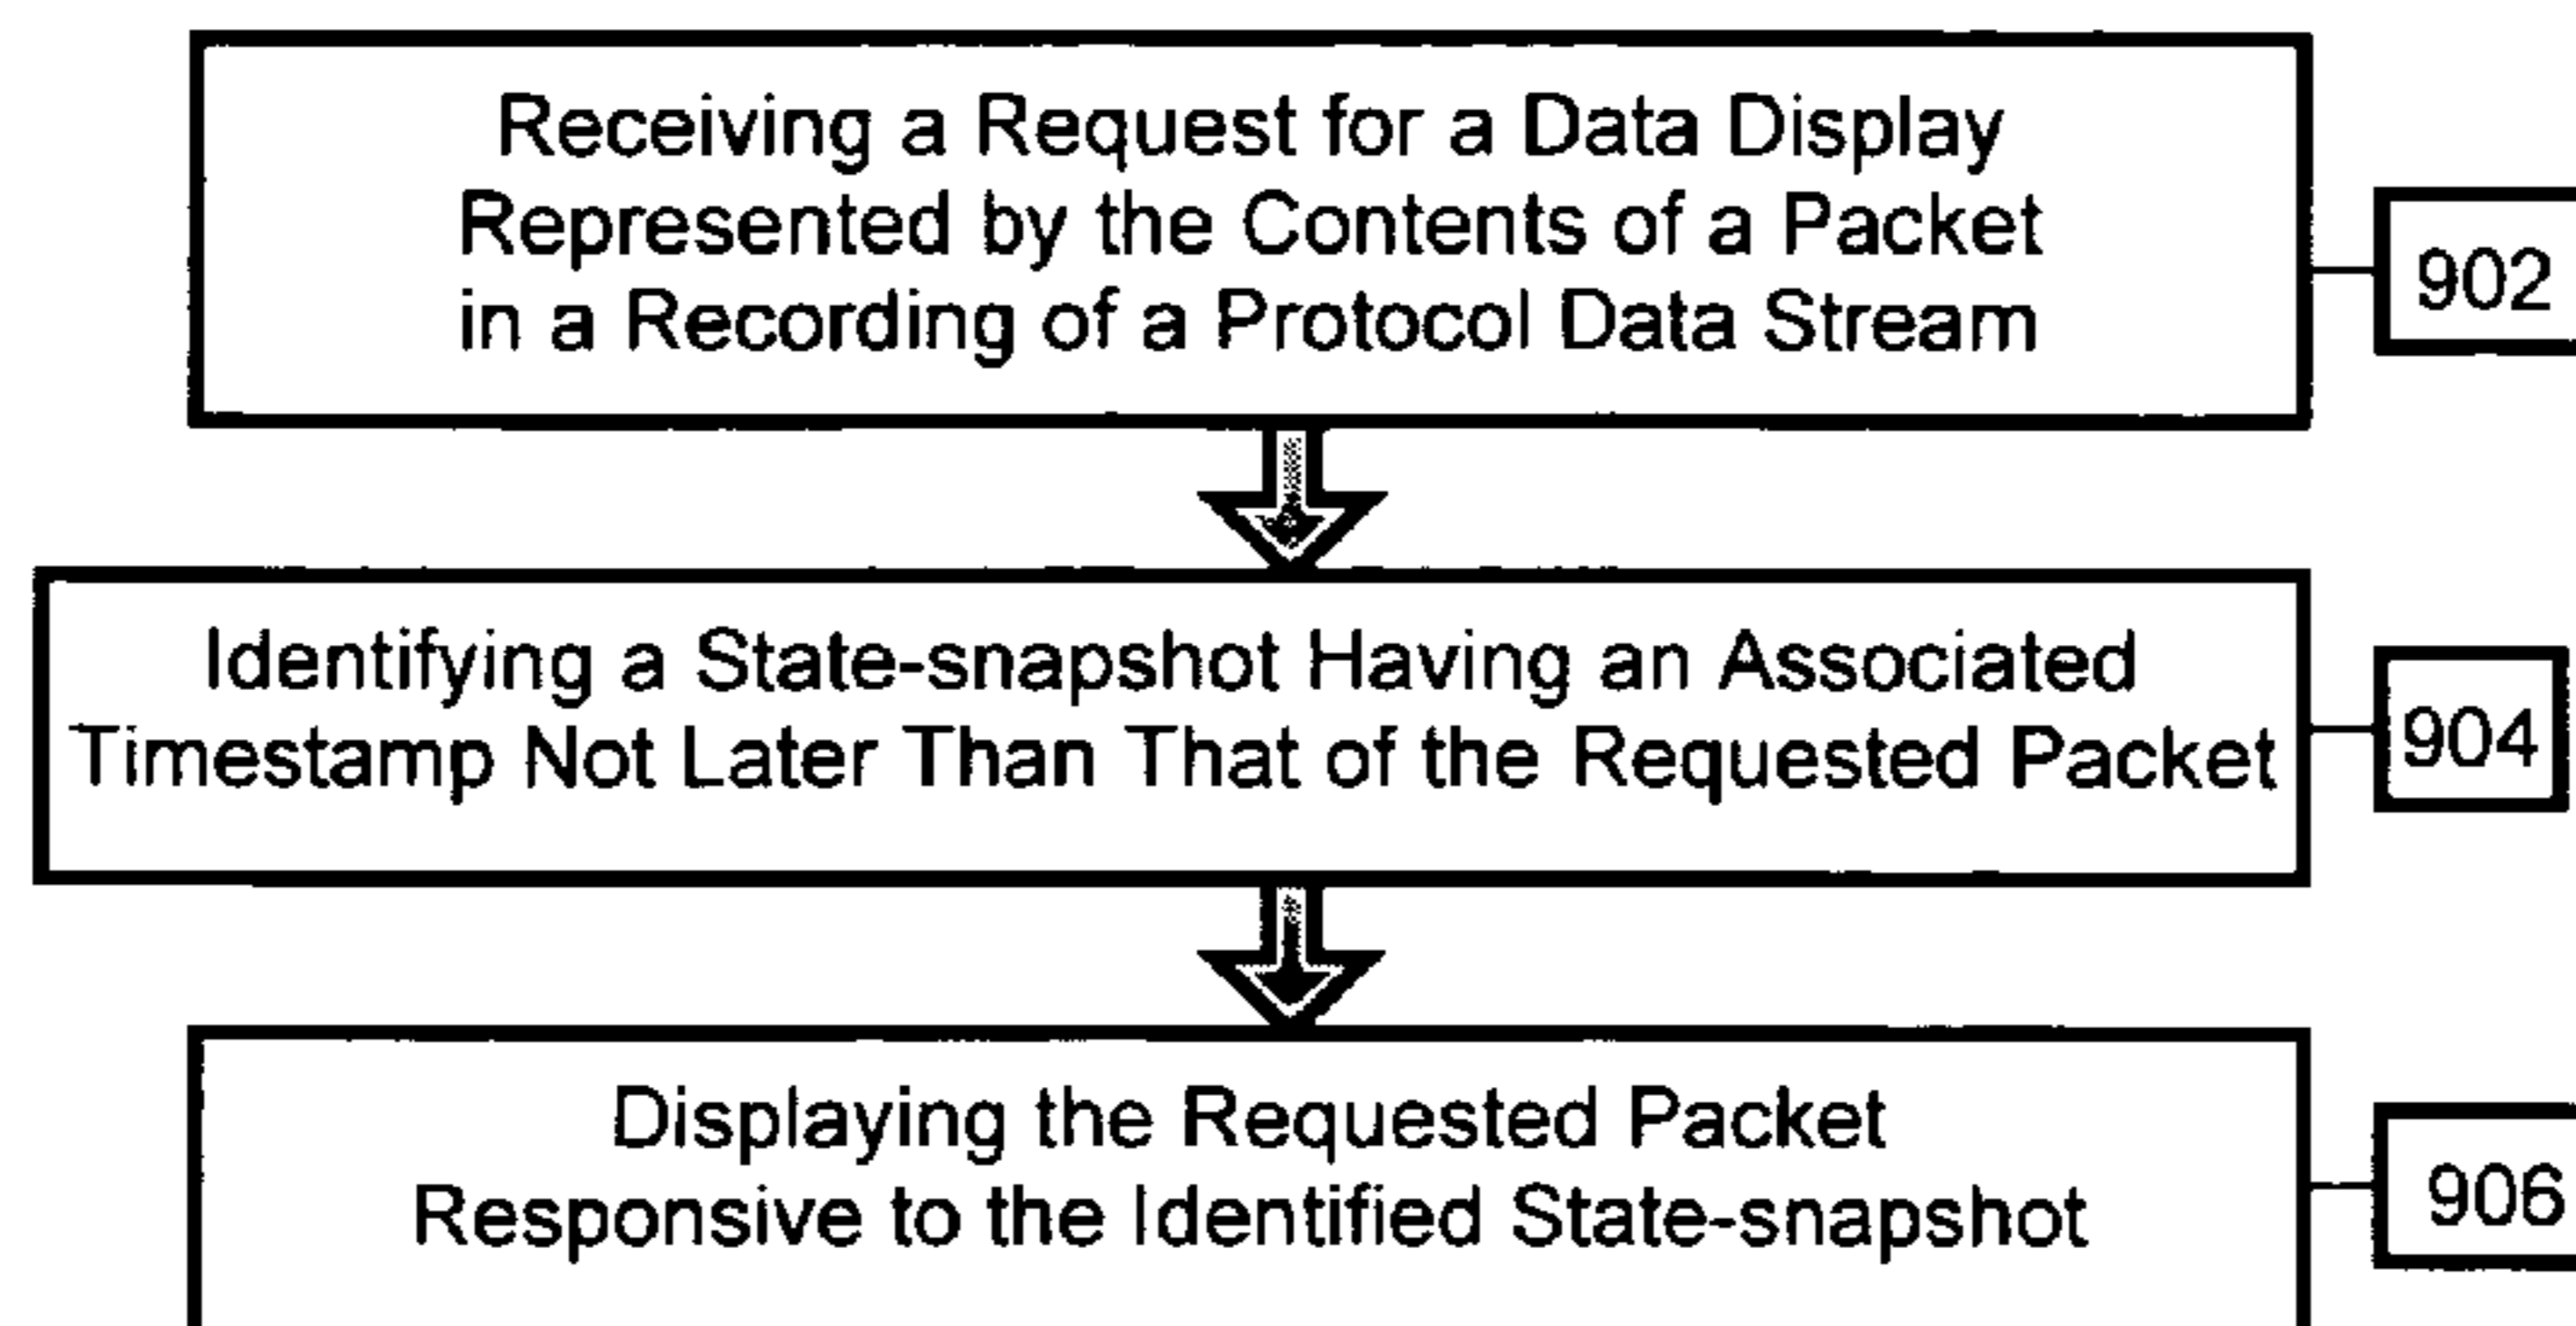 Receiving a Request for a Data Display
Represented by the Contents of a Packet
in a Recording of a Protocol Data Stream
902
Identifying a State-snapshot Having an Associated
Timestamp Not Later Than That of the Requested Packet
904
Displaying the Requested Packet
Responsive to the Identified State-snapshot
906